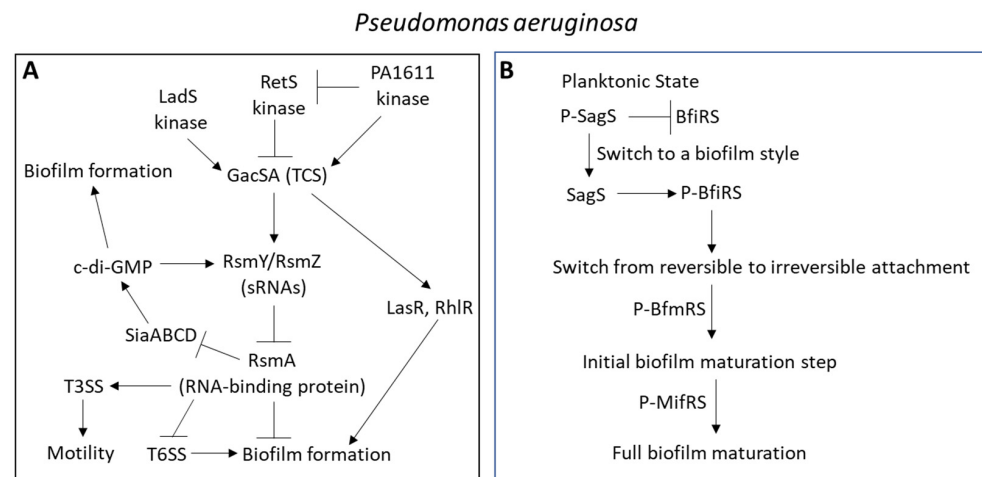 Pseudomonas aeruginosa
A
LadS
kinase
RetS
kinase
PA1611
kinase
GacSA (TCS)
Biofilm formation
c-di-GMP
RsmY/RsmZ
(sRNAs)
LasR, RhlR
SiaABCD
RsmA
(RNA-binding protein)
T3SS
Motility
T6SS
Biofilm formation
B
Planktonic State
P-SagS
BfiRS
Switch to a biofilm style
SagS
P-BfiRS
Switch from reversible to irreversible attachment
P-BfmRS
Initial biofilm maturation step
P-MifRS
Full biofilm maturation